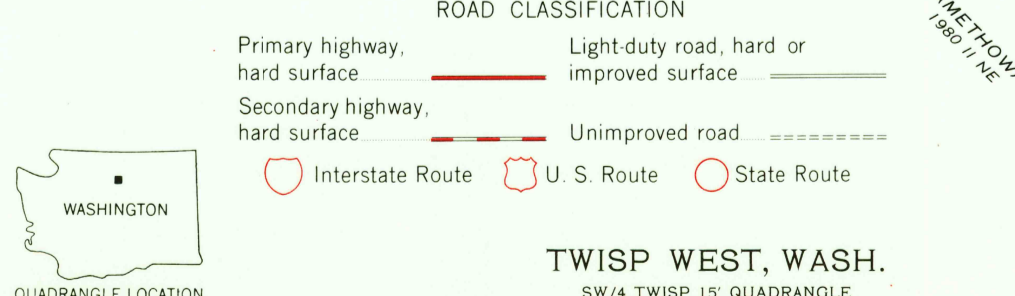 ROAD CLASSIFICATION
Primary highway,
hard surface
Light-duty road, hard or
improved surface
Secondary highway,
hard surface
Unimproved road
Interstate Route
U. S. Route
State Route
WASHINGTON
QUADRANGLE LOCATION
TWISP WEST, WASH.
SW/4 TWISP 15' QUADRANGLE
1980 II NE